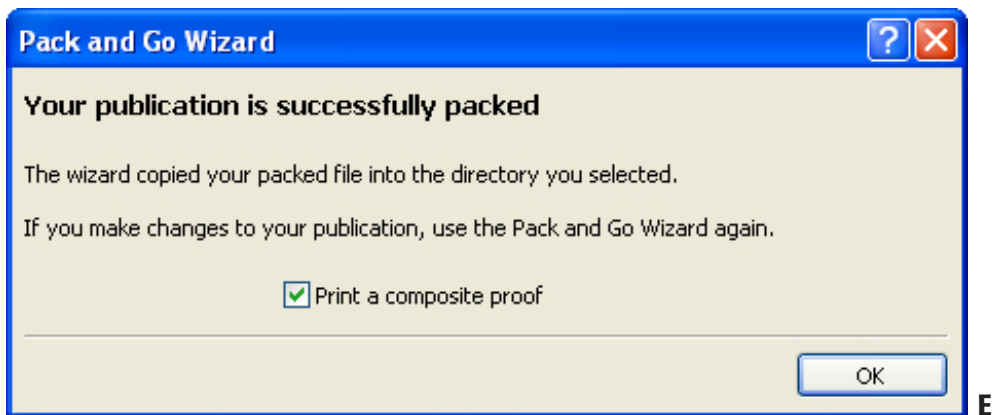 Pack and Go Wizard
Your publication is successfully packed
The wizard copied your packed file into the directory you selected.
If you make changes to your publication, use the Pack and Go Wizard again.
Print a composite proof
OK